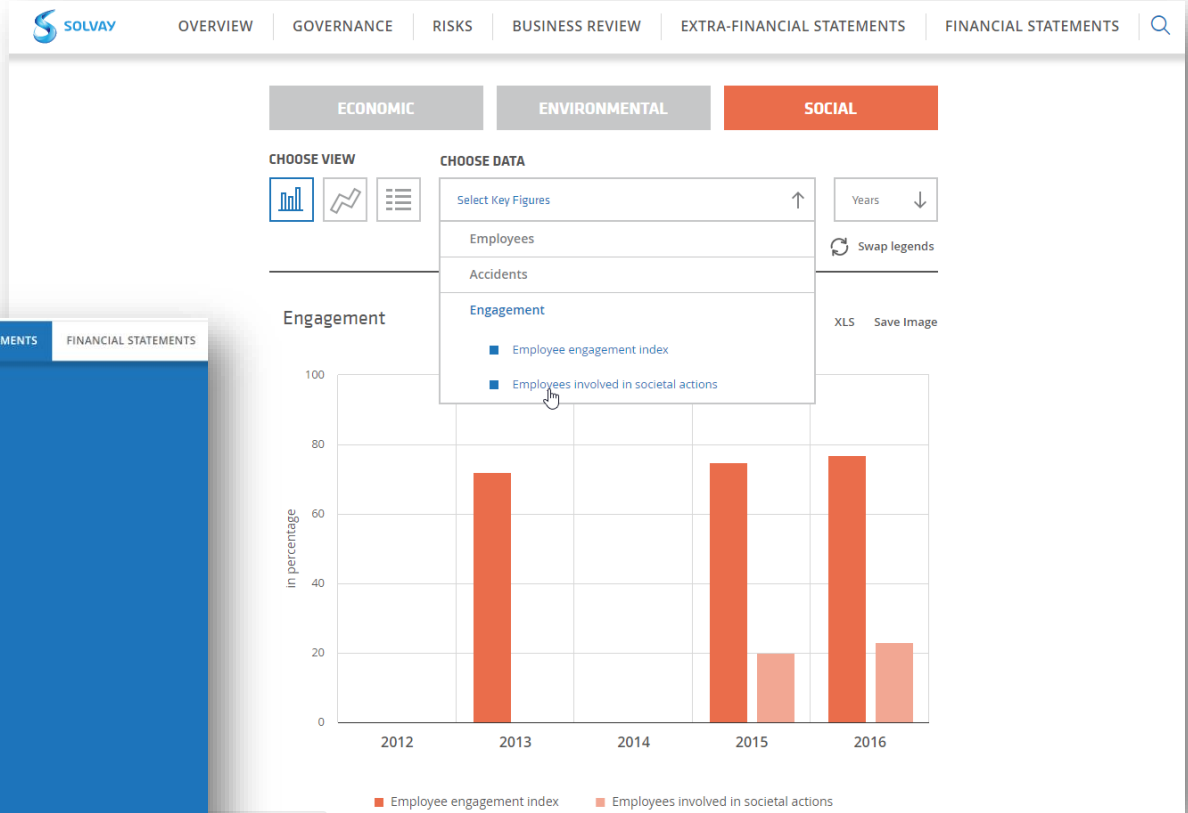 SOLVAY
OVERVIEW
GOVERNANCE
RISKS
BUSINESS REVIEW
EXTRA-FINANCIAL STATEMENTS
FINANCIAL STATEMENTS
ECONOMIC
ENVIRONMENTAL
SOCIAL
CHOOSE VIEW
CHOOSE DATA
Select Key Figures
Years
Employees
Swap legends
Accidents
Engagement
Engagement
XLS
Save Image
MENTS
FINANCIAL STATEMENTS
Employee engagement index
Employees involved in societal actions
100
80
60
40
20
0
in percentage
2012
2013
2014
2015
2016
Employee engagement index
Employees involved in societal actions